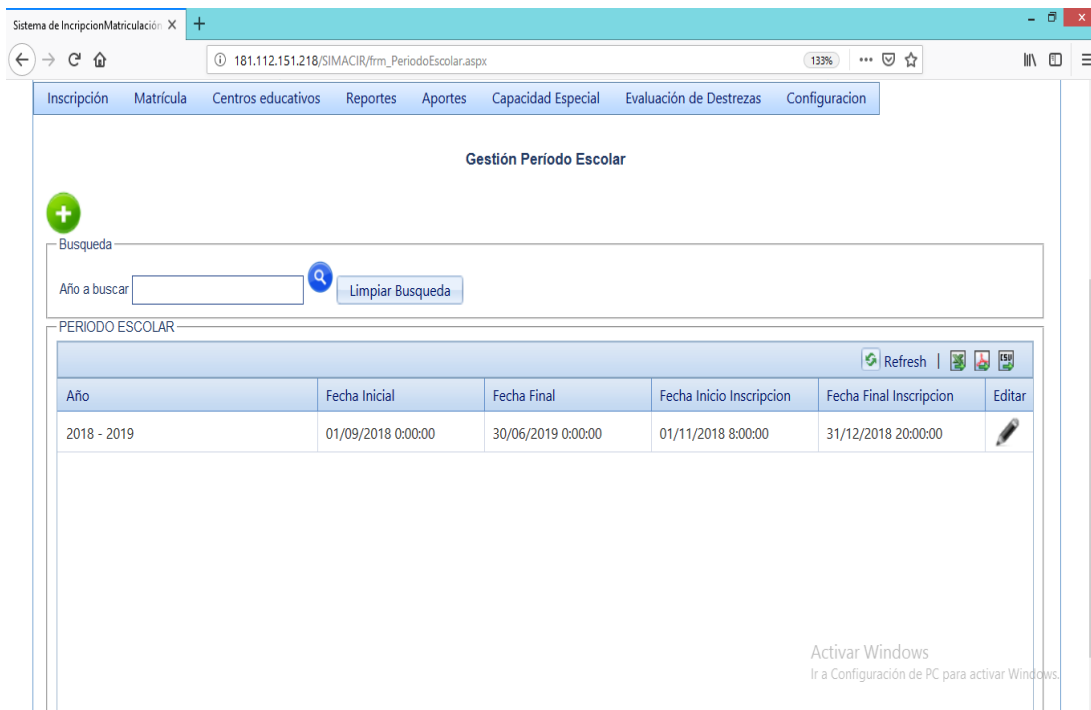 Sistema de IncripcionMatriculación
181.112.151.218/SIMACIR/frm_PeriodoEscolar.aspx 133%
Inscripción Matrícula Centros educativos Reportes Aportes Capacidad Especial Evaluación de Destrezas Configuracion
Gestión Período Escolar
Busqueda
Año a buscar Limpiar Busqueda
PERIODO ESCOLAR
Refresh | CSV
Año Fecha Inicial Fecha Final Fecha Inicio Inscripcion Fecha Final Inscripcion Editar
2018 - 2019 01/09/2018 0:00:00 30/06/2019 0:00:00 01/11/2018 8:00:00 31/12/2018 20:00:00
Activar Windows
Ir a Configuración de PC para activar Windows.